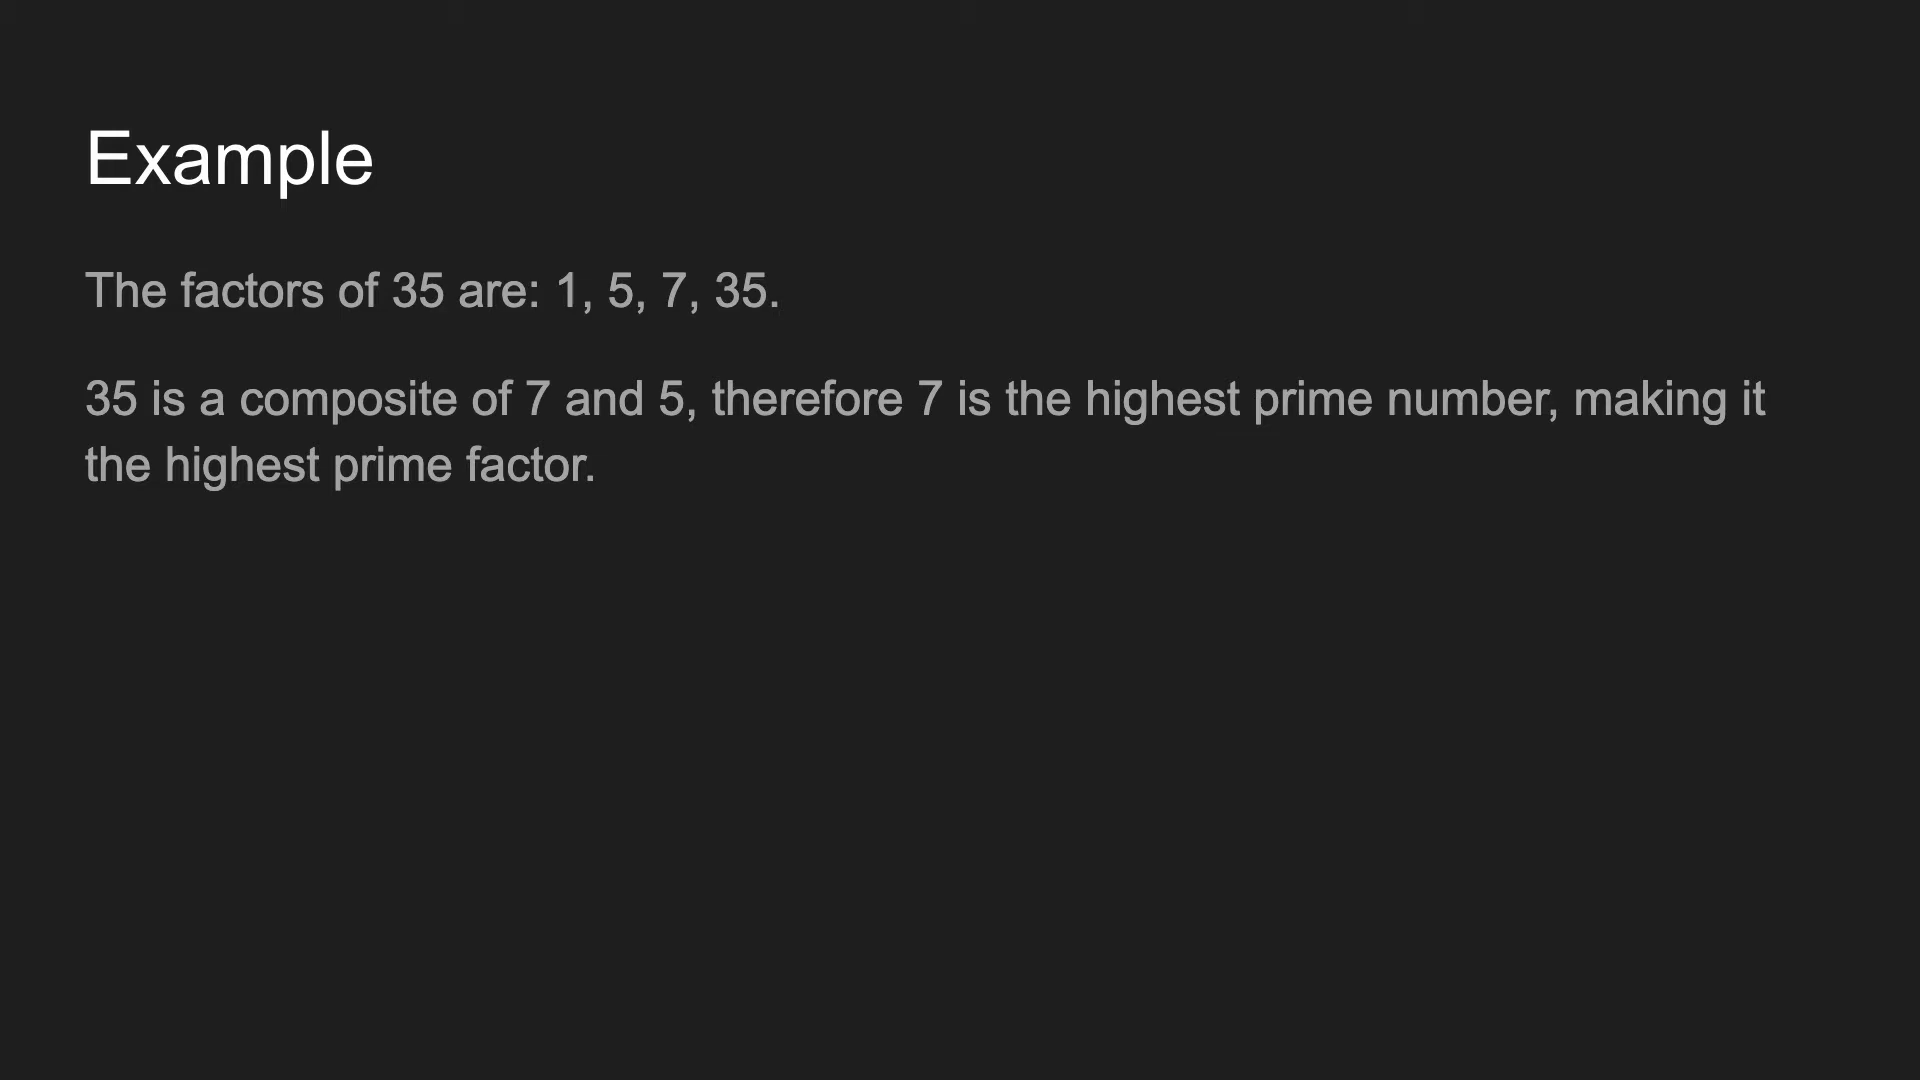 Example
The factors of 35 are: 1, 5, 7, 35.
35 is a composite of 7 and 5, therefore 7 is the highest prime number, making it
the highest prime factor.